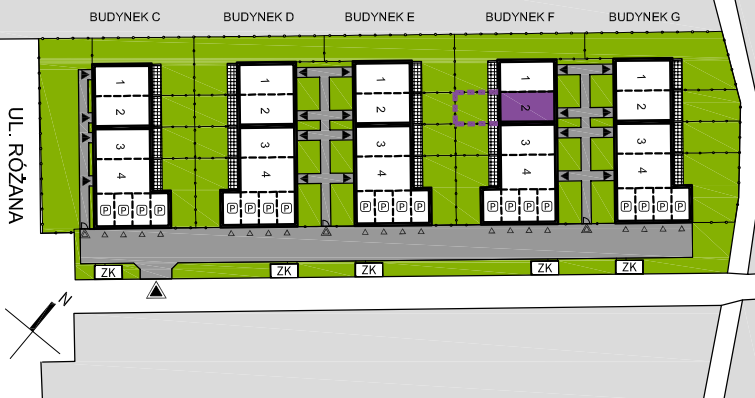 BUDYNEK C BUDYNEK D BUDYNEK E BUDYNEK F BUDYNEK G
UL. RÓŻANA
1 1 1 1 1
2 2 2 2 2
3 3 3 3 3
4 4 4 4 4
P P P P P P P P P P P P P P P P P P P P
ZK ZK ZK ZK ZK
N